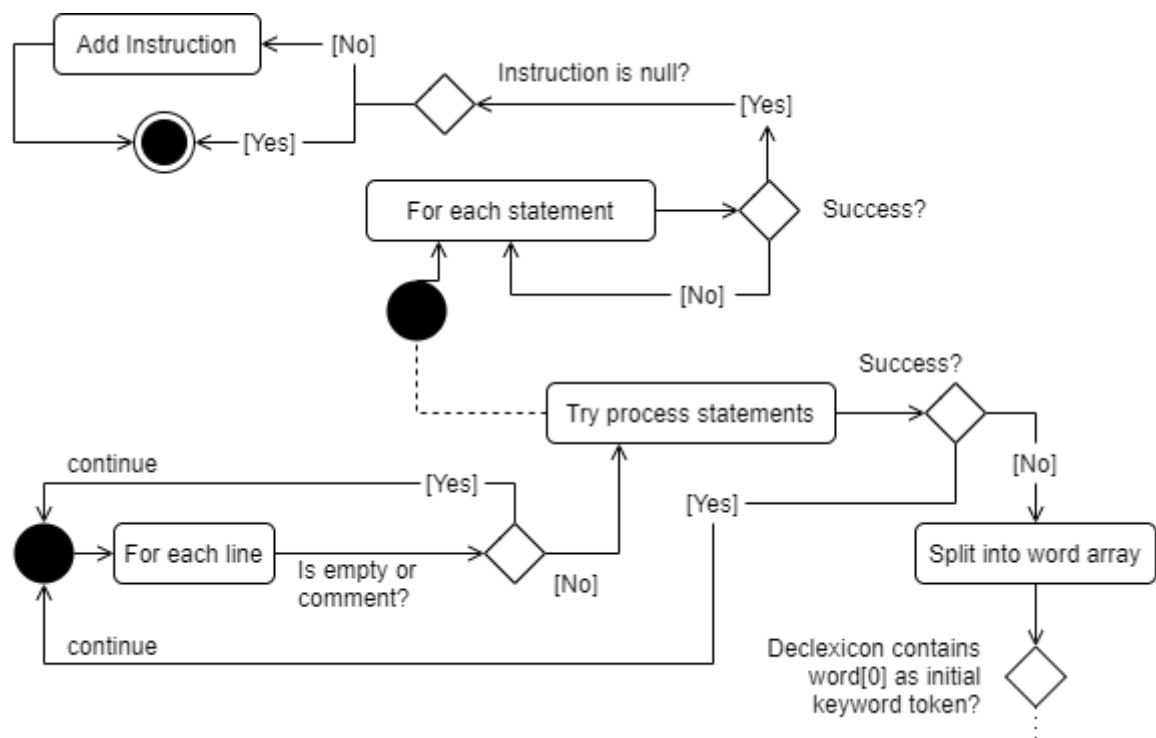 Add Instruction
[No]
Instruction is null?
[Yes]
[Yes]
For each statement
Success?
[No]
Success?
Try process statements
[No]
continue
[Yes]
[Yes]
For each line
Is empty or
comment?
[No]
Split into word array
continue
Declexicon contains
word[0] as initial
keyword token?